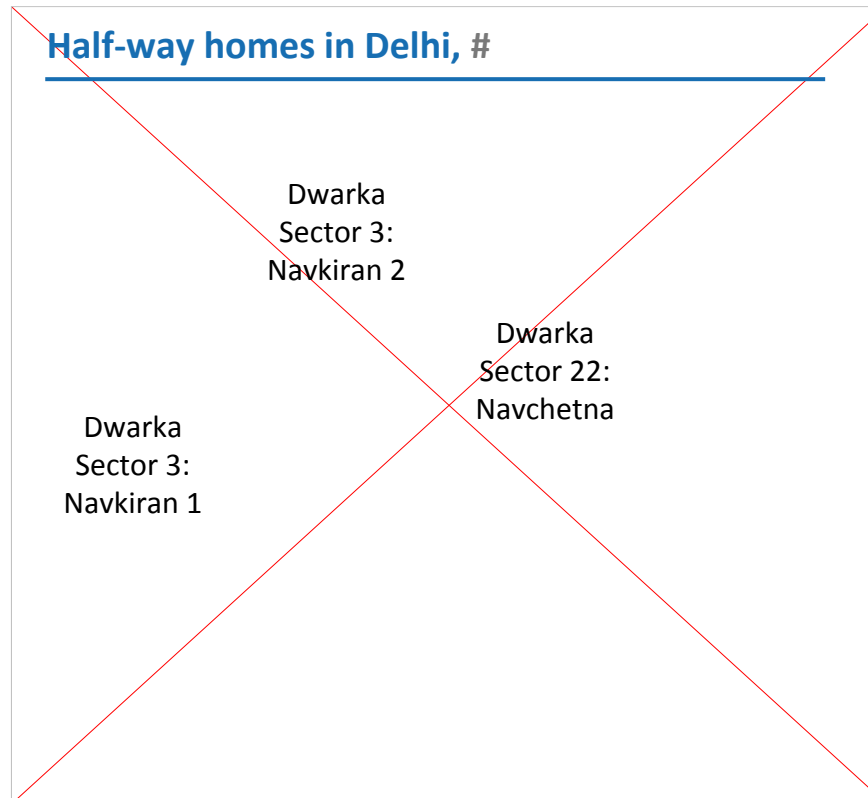 Half-way homes in Delhi, #
Dwarka
Sector 3:
Navkiran 2
Dwarka
Sector 22:
Navchetna
Dwarka
Sector 3:
Navkiran 1